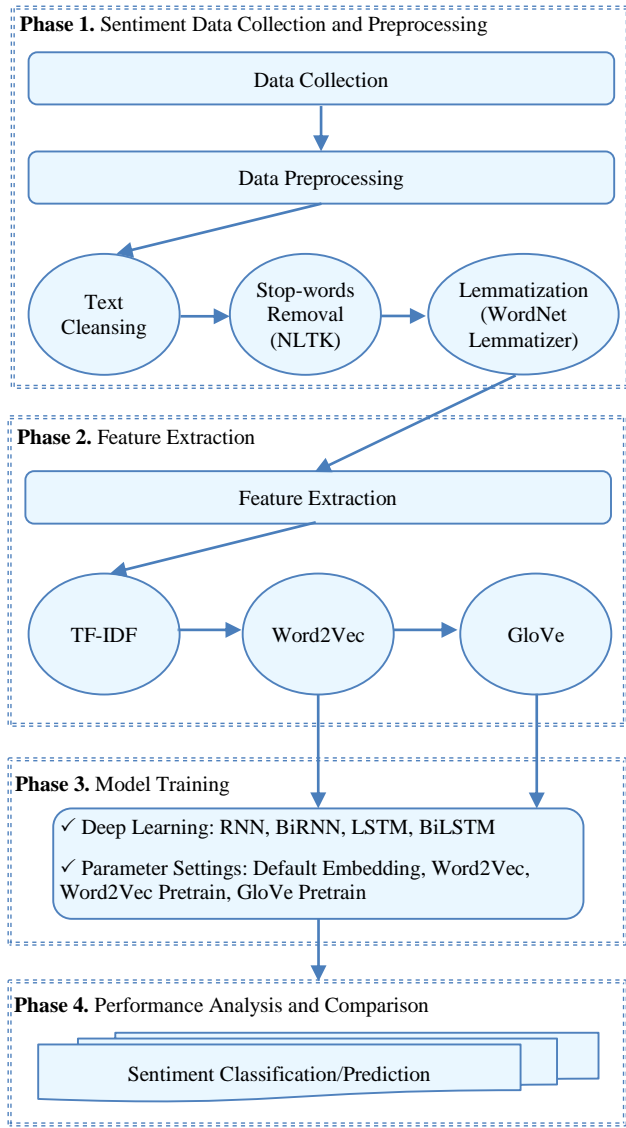 Phase 1. Sentiment Data Collection and Preprocessing
Data Collection
Data Preprocessing
Text
Cleansing
Stop-words
Removal
(NLTK)
Lemmatization
(WordNet
Lemmatizer)
Phase 2. Feature Extraction
Feature Extraction
TF-IDF
Word2Vec
GloVe
Phase 3. Model Training
✓ Deep Learning: RNN, BiRNN, LSTM, BiLSTM
✓ Parameter Settings: Default Embedding, Word2Vec,
Word2Vec Pretrain, GloVe Pretrain
Phase 4. Performance Analysis and Comparison
Sentiment Classification/Prediction